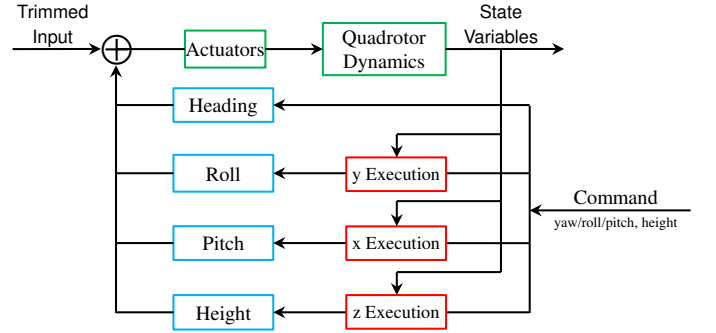 Trimmed
Input
Actuators
Quadrotor
Dynamics
State
Variables
Heading
Roll
y Execution
Command
yaw/roll/pitch, height
Pitch
x Execution
Height
z Execution